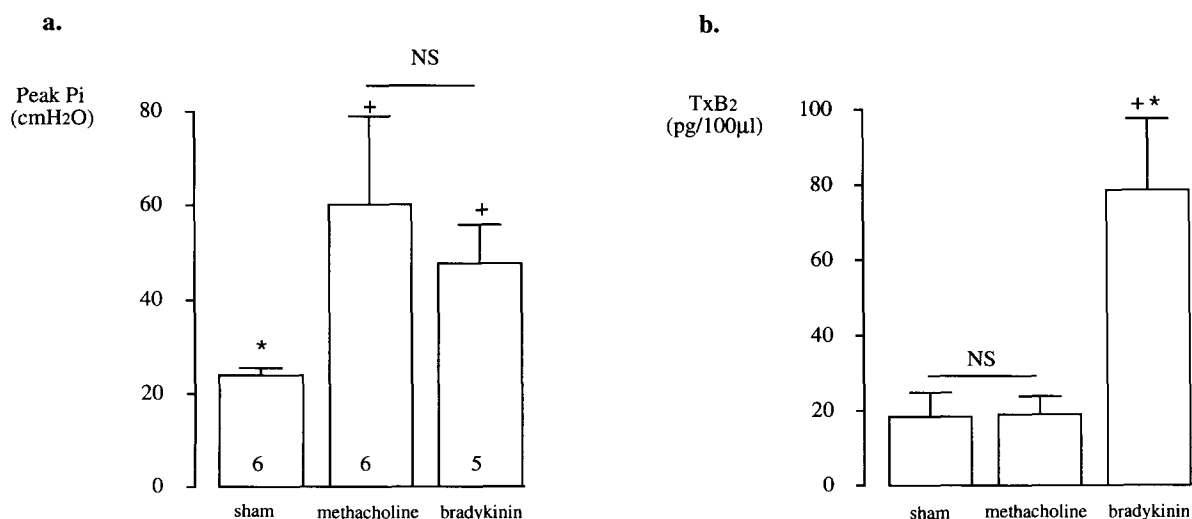 a.
NS
Peak Pi
(cmH2O)
80
60
40
20
0
+
+
*
6
6
5
sham methacholine bradykinin
b.
TxB2
(pg/100µl)
100
80
60
40
20
0
+ *
NS
sham methacholine bradykinin